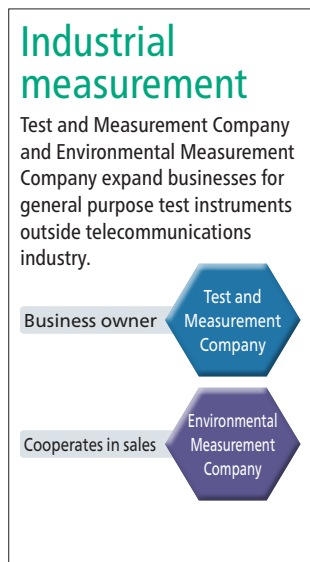 Industrial
measurement
Test and Measurement Company
and Environmental Measurement
Company expand businesses for
general purpose test instruments
outside telecommunications
industry.
Business owner
Test and
Measurement
Company
Cooperates in sales
Environmental
Measurement
Company